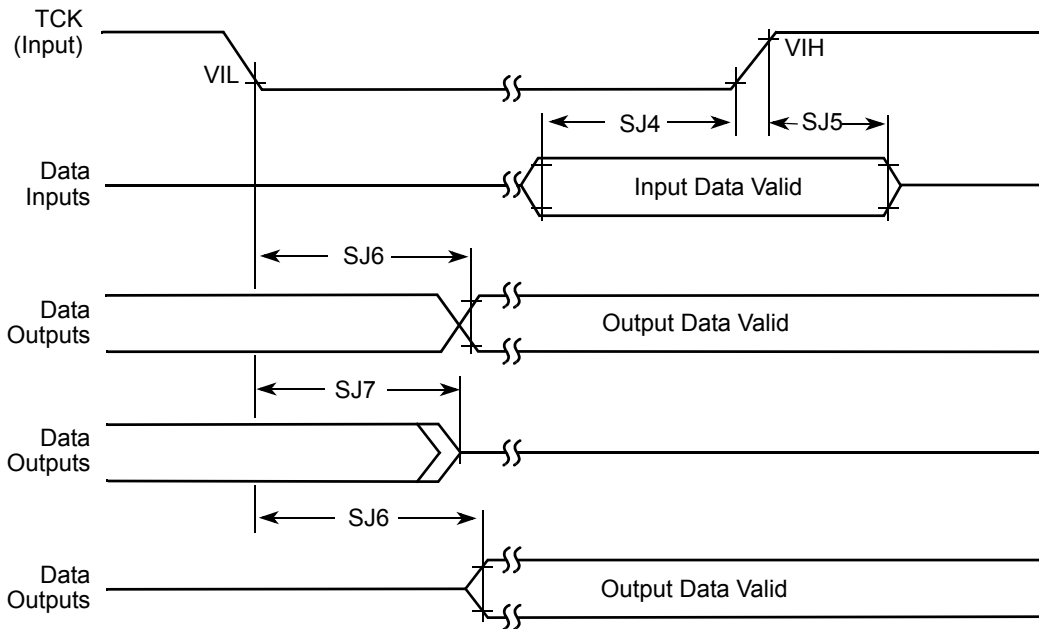 TCK
(Input)
VIL
VIH
SJ4
SJ5
Data
Inputs
Input Data Valid
SJ6
Data
Outputs
Output Data Valid
SJ7
Data
Outputs
SJ6
Data
Outputs
Output Data Valid